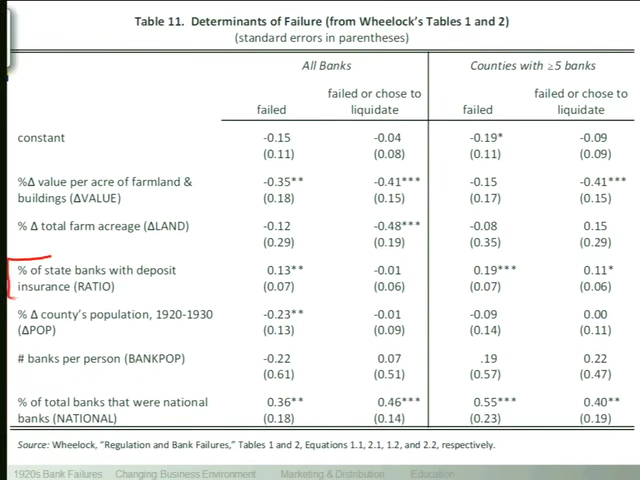 Table 11. Determinants of Failure (from Wheelock's Tables 1 and 2)
(standard errors in parentheses)
All Banks Counties with ≥5 banks
failed failed or chose to liquidate failed failed or chose to liquidate
constant -0.15 -0.04 -0.19* -0.09
(0.11) (0.08) (0.11) (0.09)
%Δ value per acre of farmland & -0.35** -0.41*** -0.15 -0.41***
buildings (ΔVALUE) (0.18) (0.15) (0.17) (0.15)
% Δ total farm acreage (ΔLAND) -0.12 -0.48*** -0.08 0.15
(0.29) (0.19) (0.35) (0.29)
% of state banks with deposit 0.13** -0.01 0.19*** 0.11*
insurance (RATIO) (0.07) (0.06) (0.07) (0.06)
% Δ county's population, 1920-1930 -0.23** -0.01 -0.09 0.00
(ΔPOP) (0.13) (0.09) (0.14) (0.11)
# banks per person (BANKPOP) -0.22 0.07 .19 0.22
(0.61) (0.51) (0.57) (0.47)
% of total banks that were national 0.36** 0.46*** 0.55*** 0.40**
banks (NATIONAL) (0.18) (0.14) (0.23) (0.19)
Source: Wheelock, "Regulation and Bank Failures," Tables 1 and 2, Equations 1.1, 2.1, 1.2, and 2.2, respectively.
1920s Bank Failures Changing Business Environment Marketing & Distribution Education